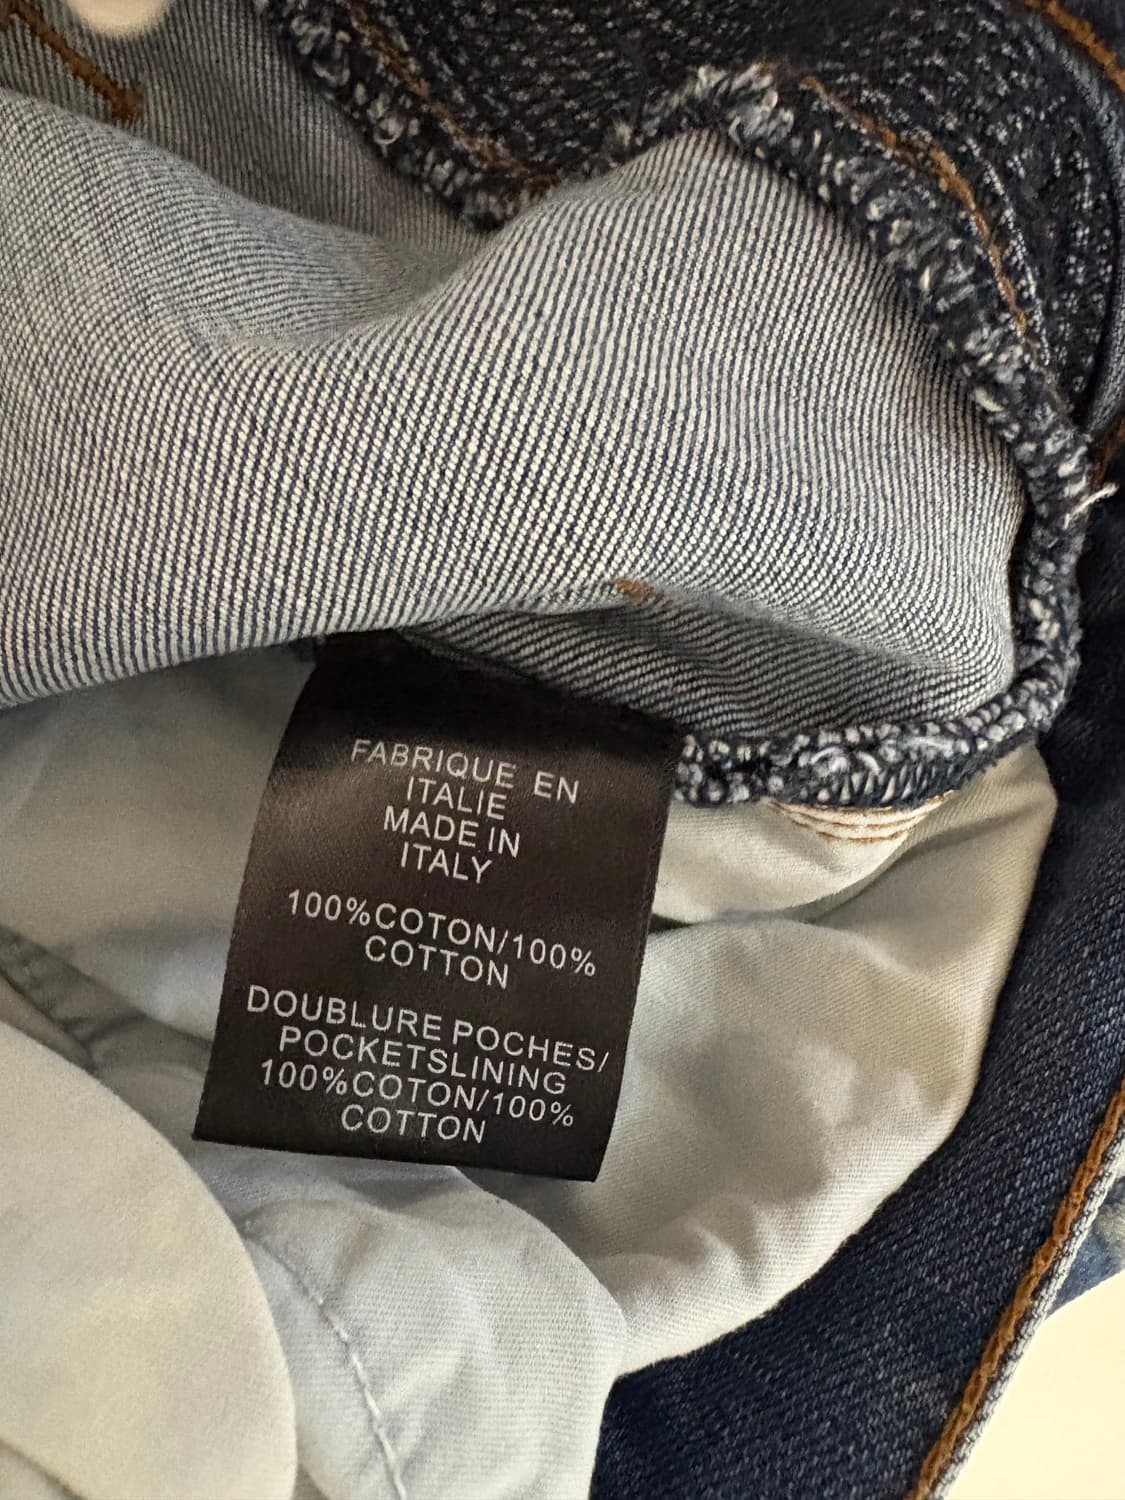 FABRIQUE EN
ITALIE
MADE IN
ITALY
100%COTON/100%
COTTON
DOUBLURE POCHES/
POCKETSLINING
100%COTON/100%
COTTON